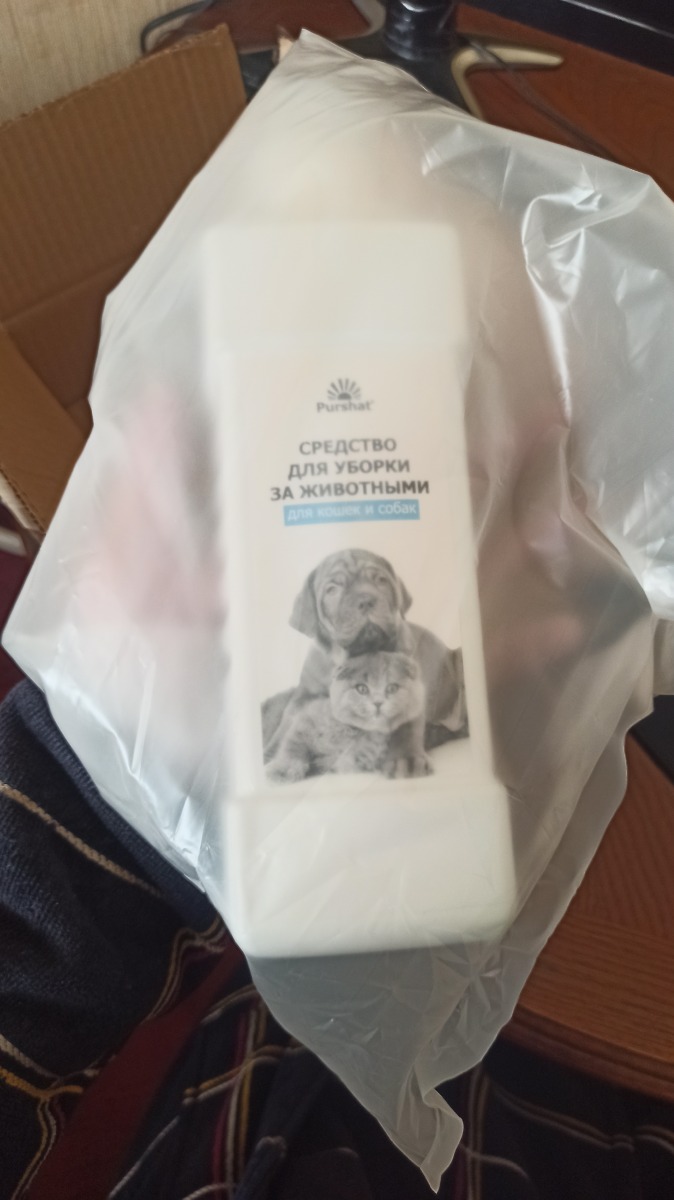 Purshat
СРЕДСТВО
ДЛЯ УБОРКИ
ЗА ЖИВОТНЫМИ
для кошек и собак